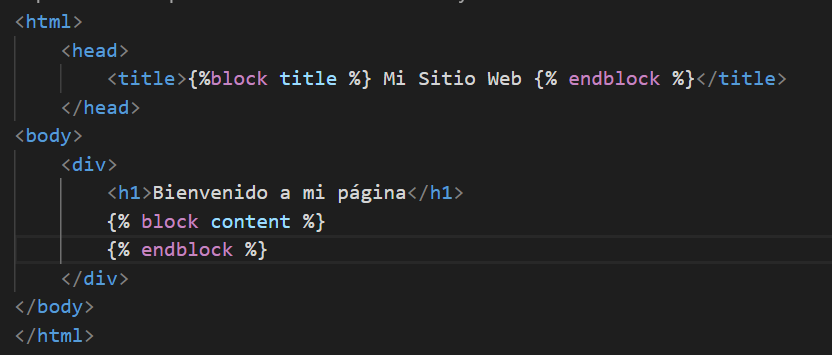 <html>
<head>
<title>{%block title %} Mi Sitio Web {% endblock %}</title>
</head>
<body>
<div>
<h1>Bienvenido a mi página</h1>
{% block content %}
{% endblock %}
</div>
</body>
</html>